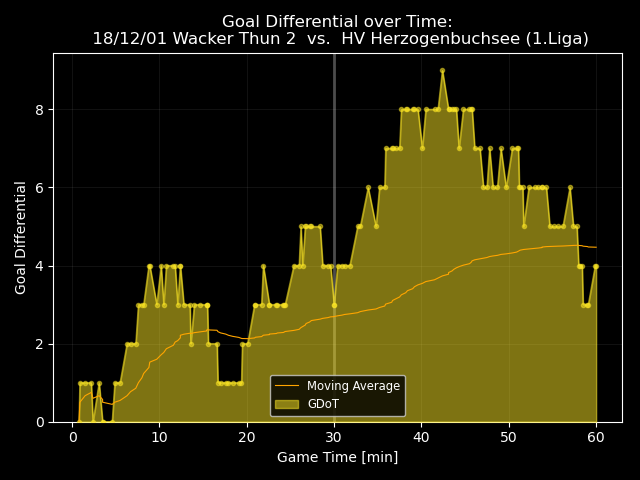 Goal Differential over Time:
18/12/01 Wacker Thun 2  vs.  HV Herzogenbuchsee (1.Liga)
Goal Differential
8
6
4
2
0
0 10 20 30 40 50 60
Game Time [min]
Moving Average
GDoT